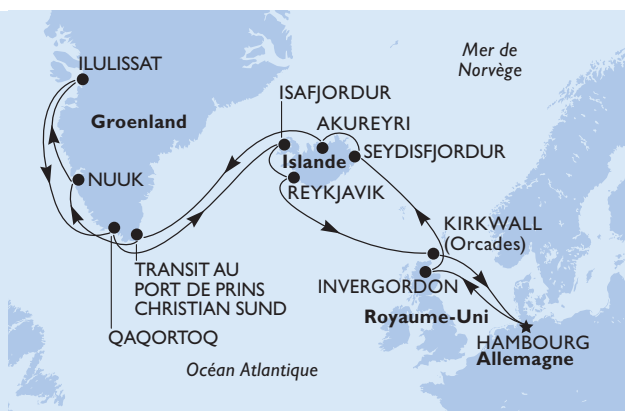 Mer de
Norvège
ILULISSAT
ISAFJORDUR
Groenland
AKUREYRI
Islande
SEYDISFJORDUR
NUUK
REYKJAVIK
KIRKWALL
(Orcades)
TRANSIT AU
PORT DE PRINS
CHRISTIAN SUND
INVERGORDON
Royaume-Uni
QAQORTOQ
HAMBOURG
Allemagne
Océan Atlantique